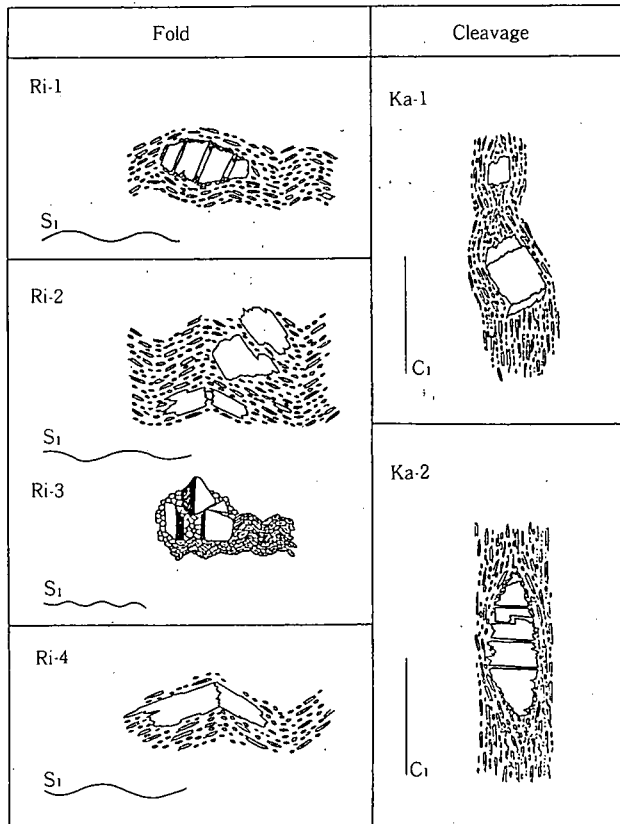 Fold
Cleavage
Ri-1
S1
Ri-2
S1
Ri-3
S1
Ri-4
S1
Ka-1
C1
Ka-2
C1